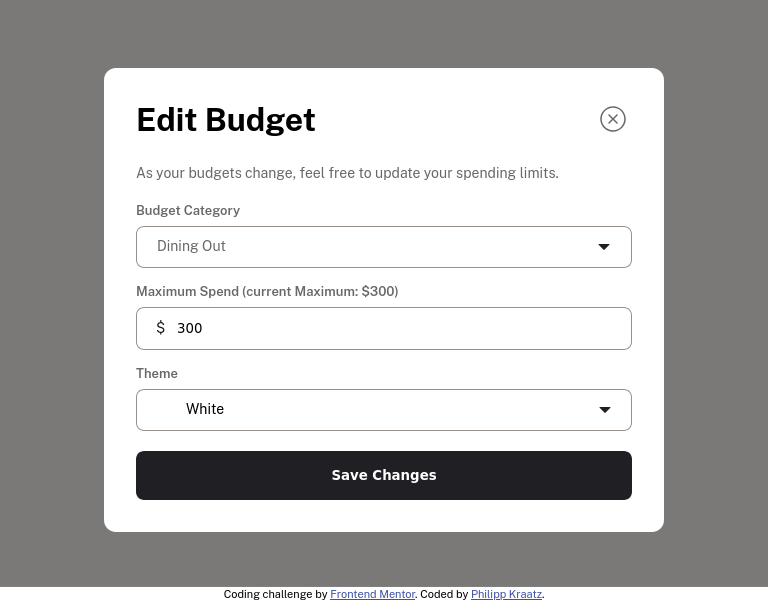 Edit Budget
As your budgets change, feel free to update your spending limits.
Budget Category
Dining Out
Maximum Spend (current Maximum: $300)
$ 300
Theme
White
Save Changes
Coding challenge by Frontend Mentor. Coded by Philipp Kraatz.